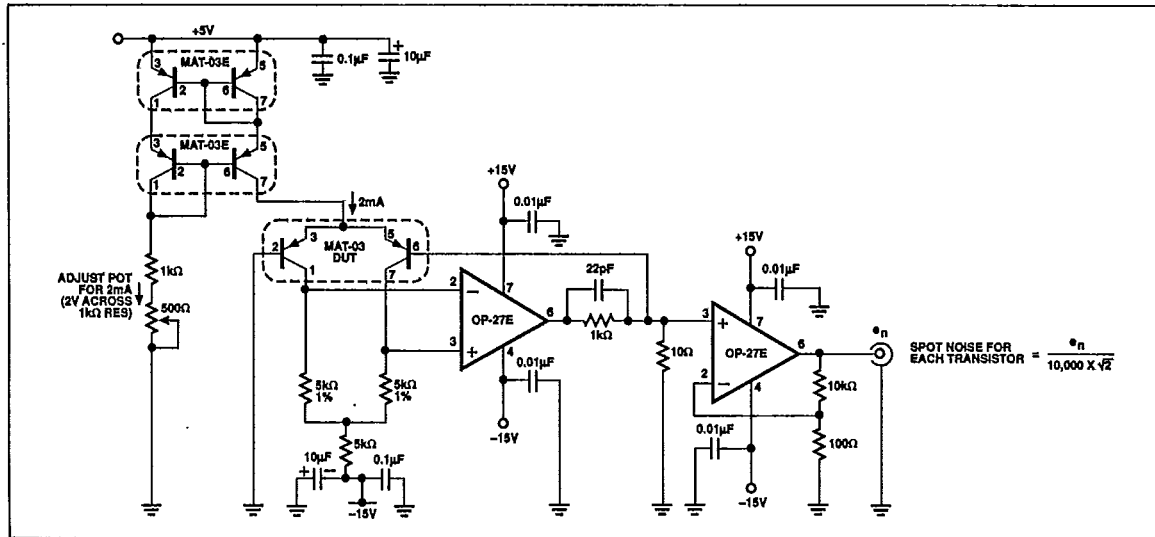 +5V
MAT-03E
3
5
2
6
1
7
0.1µF
+
10µF
MAT-03E
3
5
2
6
1
7
2mA
+15V
0.01µF
2
3
5
6
MAT-03
DUT
1
7
1kΩ
ADJUST POT
FOR 2mA
(2V ACROSS
1kΩ RES)
500Ω
2
–
7
OP-27E
6
3
+
4
22pF
1kΩ
10Ω
0.01µF
–15V
5kΩ
1%
5kΩ
1%
5kΩ
10µF
+
–
0.1µF
–15V
+15V
0.01µF
3
+
7
OP-27E
6
2
–
4
0.01µF
–15V
10kΩ
100Ω
en
SPOT NOISE FOR
EACH TRANSISTOR = en
10,000 X √2